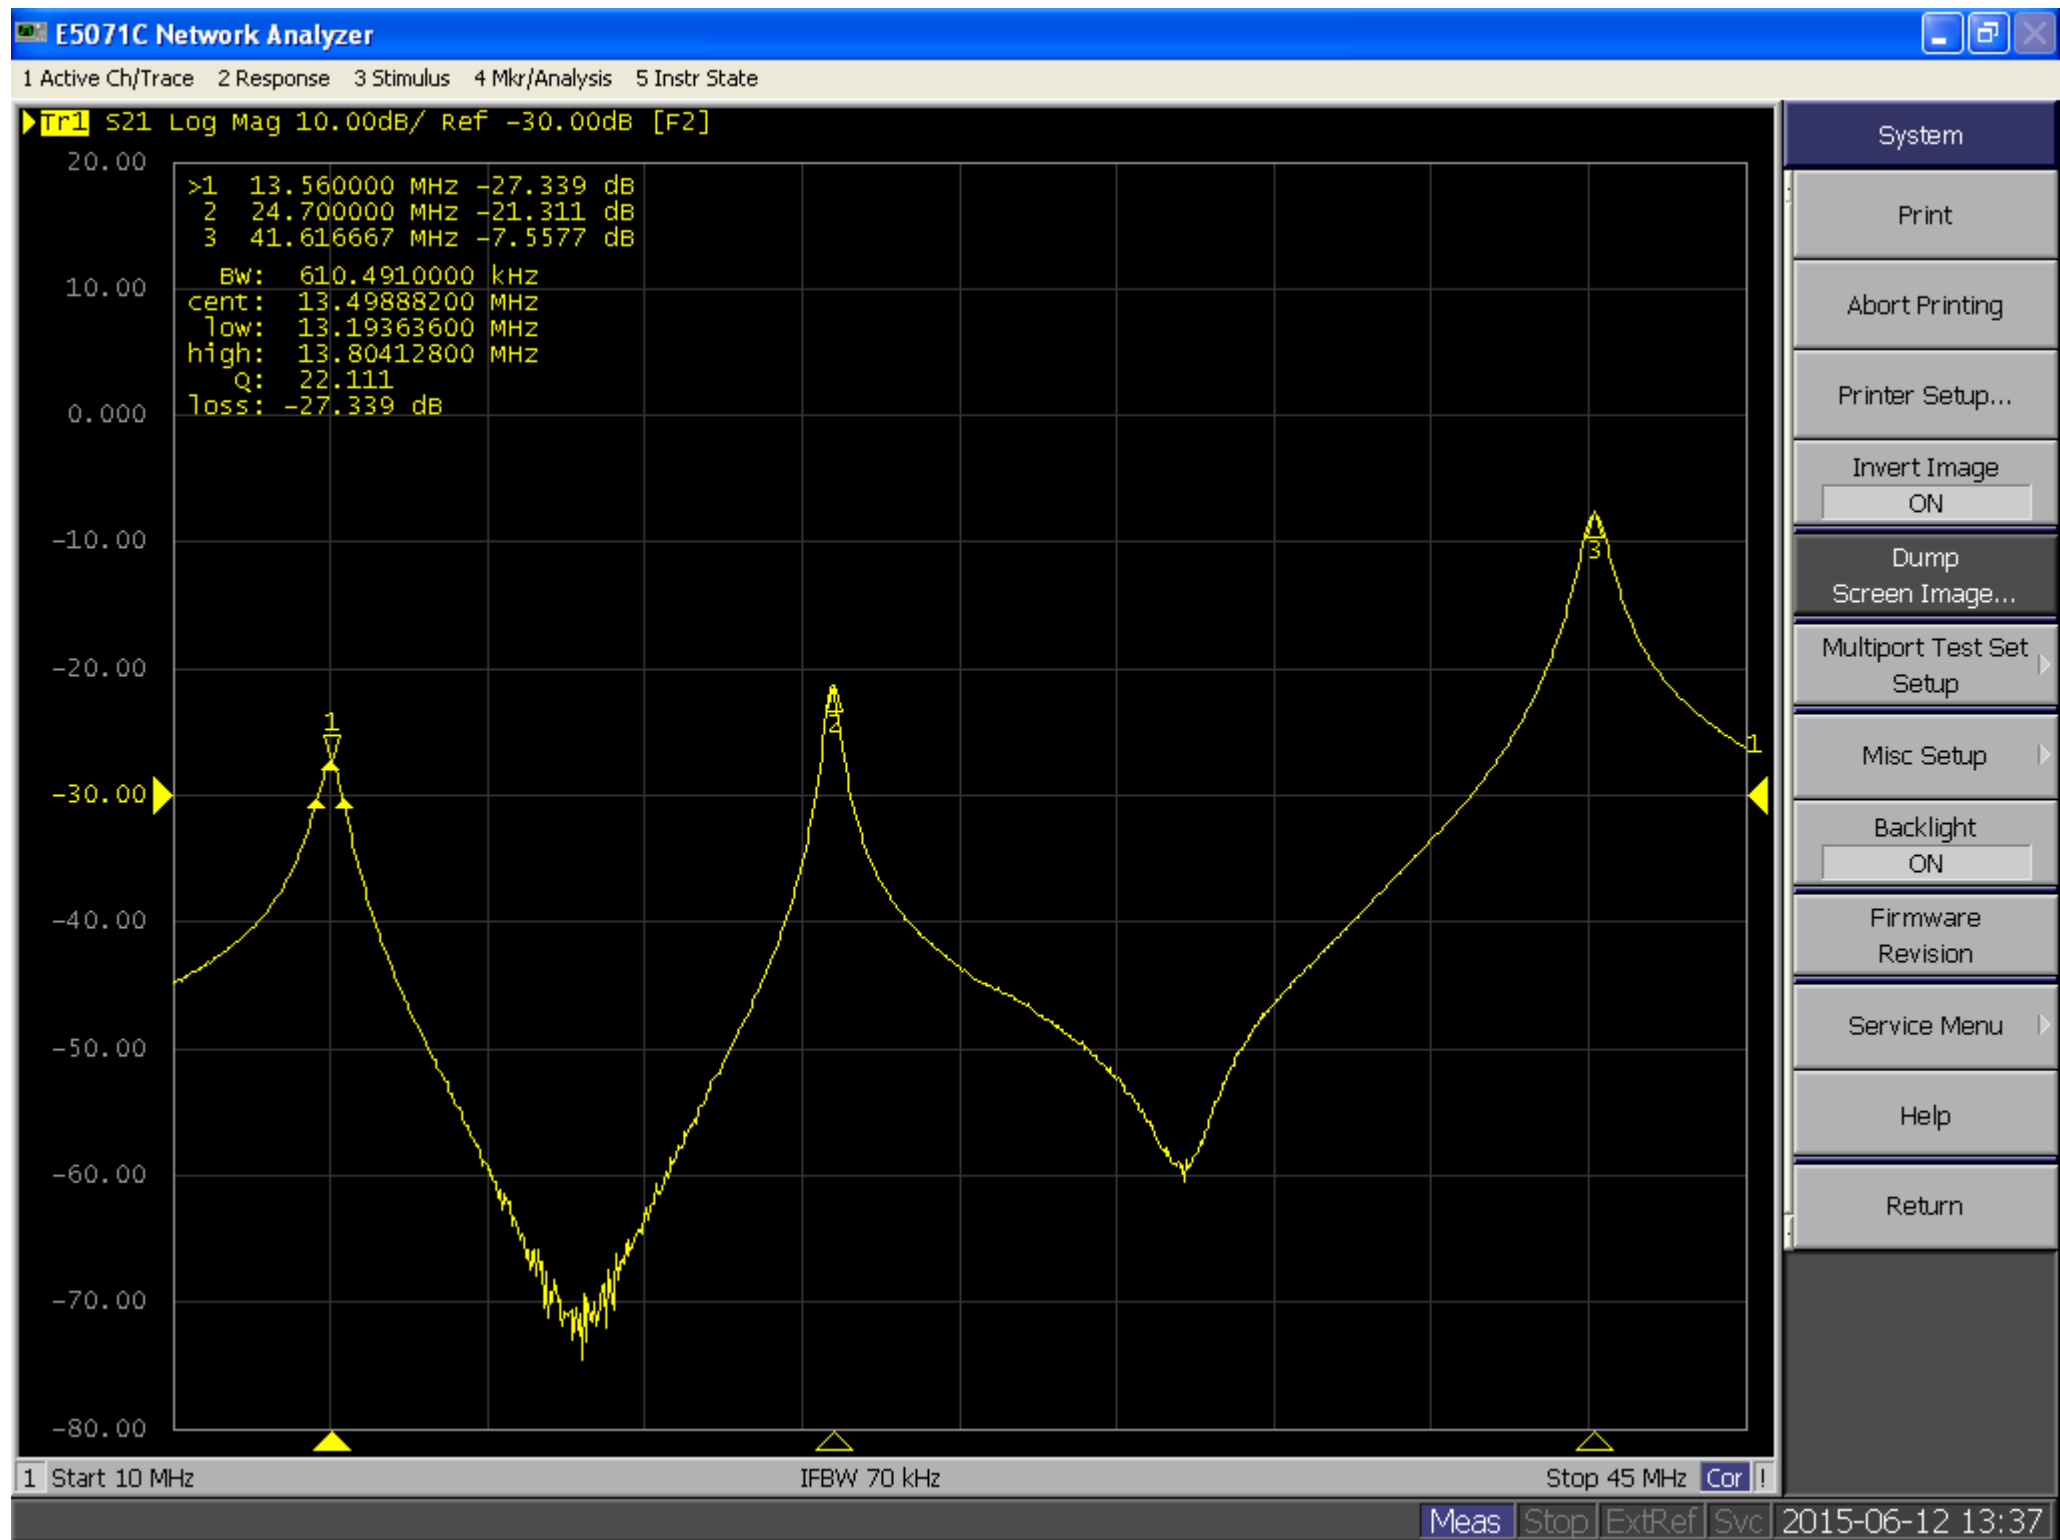 E5071C Network Analyzer
1 Active Ch/Trace 2 Response 3 Stimulus 4 Mkr/Analysis 5 Instr State
Tr1 S21 Log Mag 10.00dB/ Ref -30.00dB [F2]
20.00
10.00
0.000
-10.00
-20.00
-30.00
-40.00
-50.00
-60.00
-70.00
-80.00
>1 13.560000 MHz -27.339 dB
2 24.700000 MHz -21.311 dB
3 41.616667 MHz -7.5577 dB
BW: 610.4910000 kHz
cent: 13.49888200 MHz
low: 13.19363600 MHz
high: 13.80412800 MHz
Q: 22.111
loss: -27.339 dB
1
2
3
1
1 Start 10 MHz IFBW 70 kHz Stop 45 MHz Cor !
System
Print
Abort Printing
Printer Setup...
Invert Image
ON
Dump
Screen Image...
Multiport Test Set
Setup
Misc Setup
Backlight
ON
Firmware
Revision
Service Menu
Help
Return
Meas Stop ExtRef Svc 2015-06-12 13:37